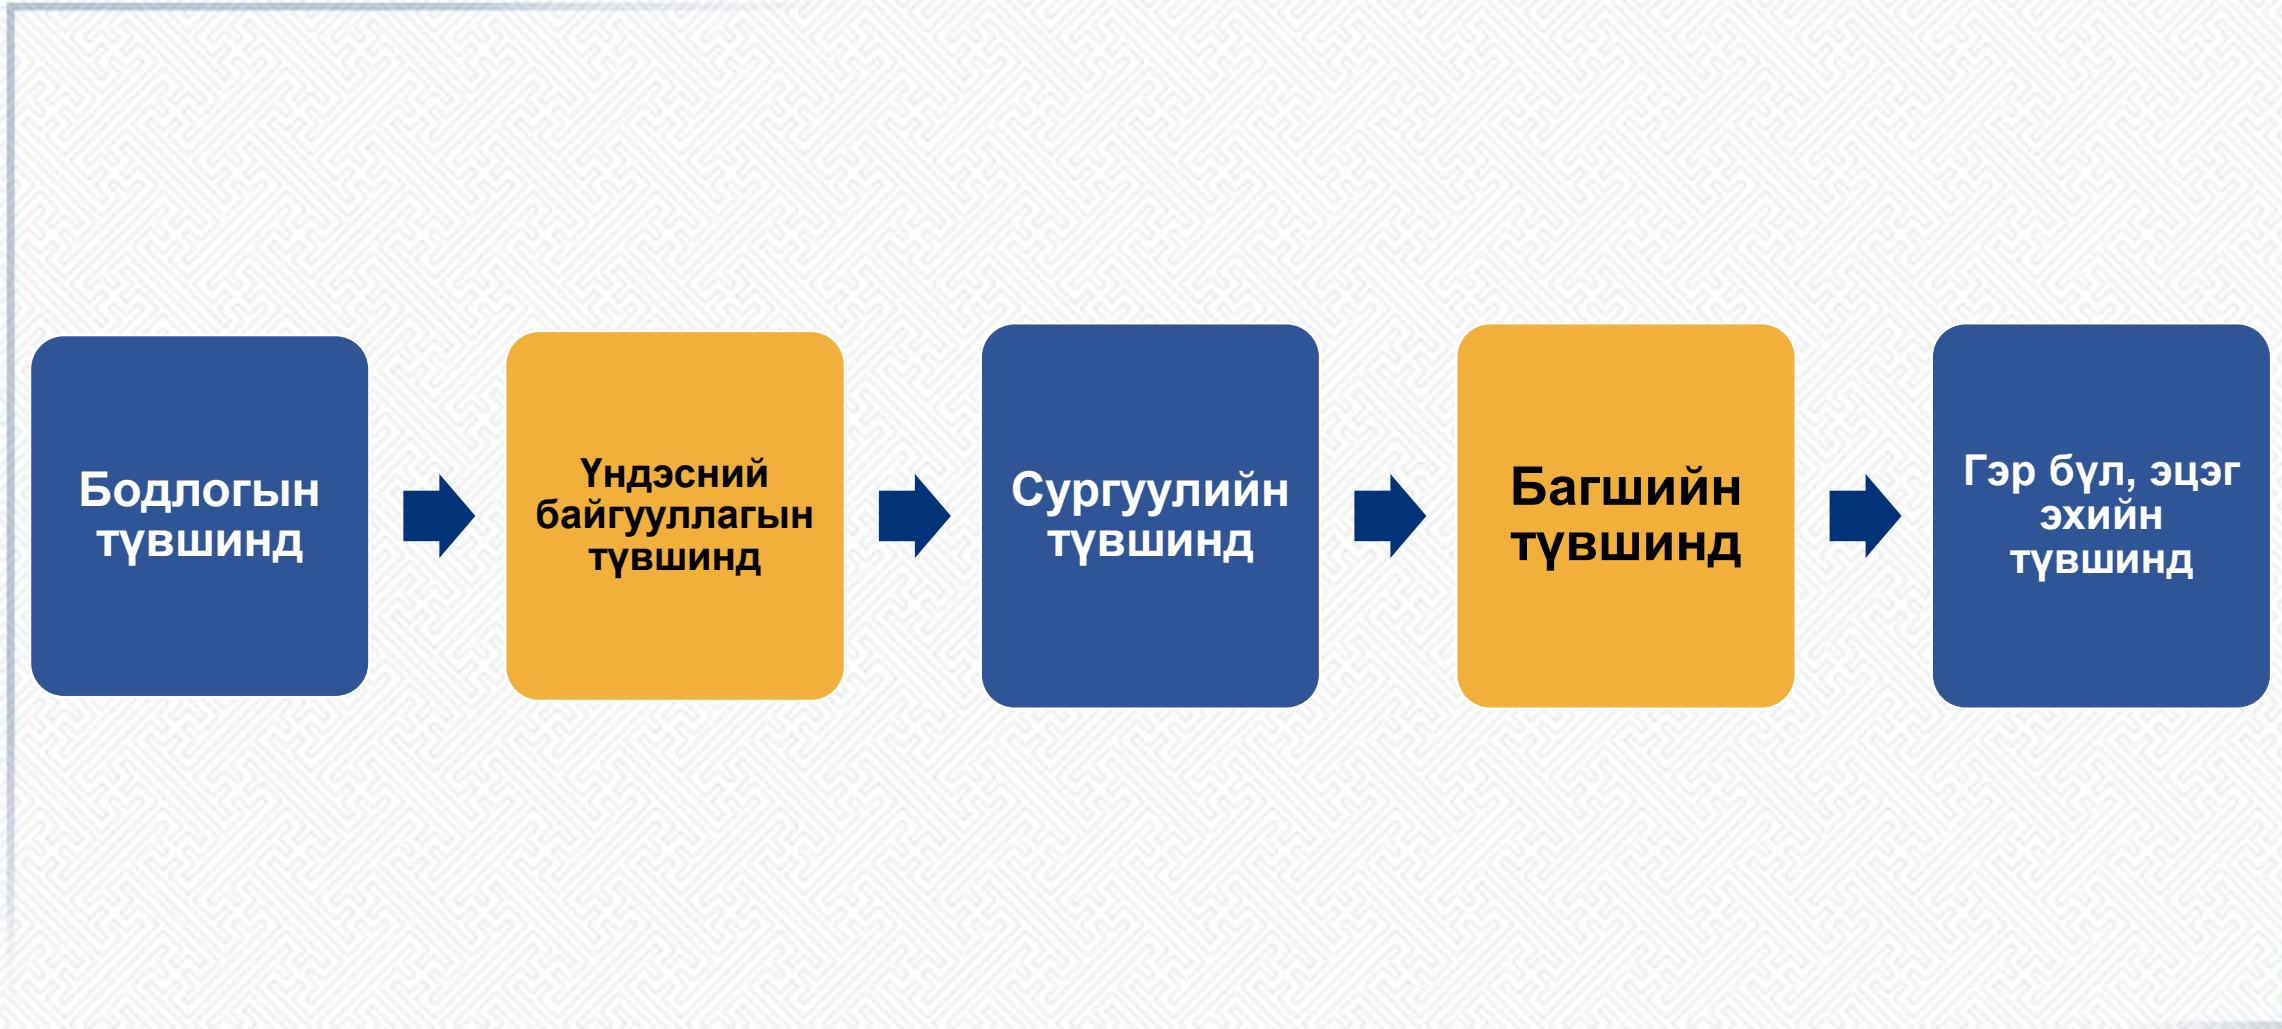 Бодлогын
түвшинд
Үндэсний
байгууллагын
түвшинд
Сургуулийн
түвшинд
Багшийн
түвшинд
Гэр бүл, эцэг
эхийн
түвшинд